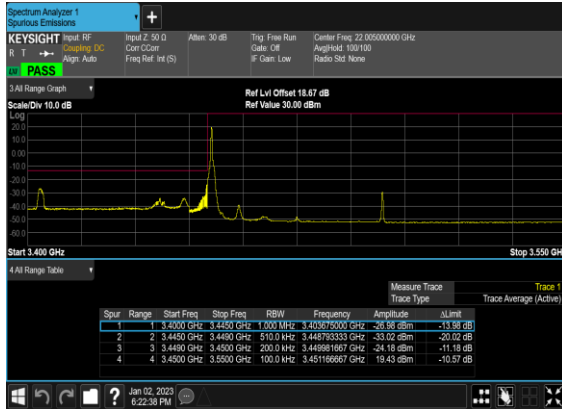 Spectrum Analyzer 1
Spurious Emissions
+
KEYSIGHT Input: RF Input Z: 50 Ω Atten: 30 dB Trig: Free Run Center Freq: 22.005000000 GHz
R T Coupling: DC Corr CCorr Gate: Off Avg|Hold: 100/100
Align: Auto Freq Ref: Int (S) IF Gain: Low Radio Std: None
PASS
3 All Range Graph Ref Lvl Offset 18.67 dB
Scale/Div 10.0 dB Ref Value 30.00 dBm
Log
20.0
10.0
0.00
-10.0
-20.0
-30.0
-40.0
-50.0
-60.0
Start 3.400 GHz Stop 3.550 GH
4 All Range Table
Measure Trace Trace 1
Trace Type Trace Average (Active)
Spur Range Start Freq Stop Freq RBW Frequency Amplitude ΔLimit
1 1 3.4000 GHz 3.4450 GHz 1.000 MHz 3.403675000 GHz -26.98 dBm -13.98 dB
2 2 3.4450 GHz 3.4490 GHz 510.0 kHz 3.448793333 GHz -33.02 dBm -20.02 dB
3 3 3.4490 GHz 3.4500 GHz 200.0 kHz 3.449981667 GHz -24.18 dBm -11.18 dB
4 4 3.4500 GHz 3.5500 GHz 100.0 kHz 3.451166667 GHz 19.43 dBm -10.57 dB
? Jan 02, 2023
6:22:38 PM